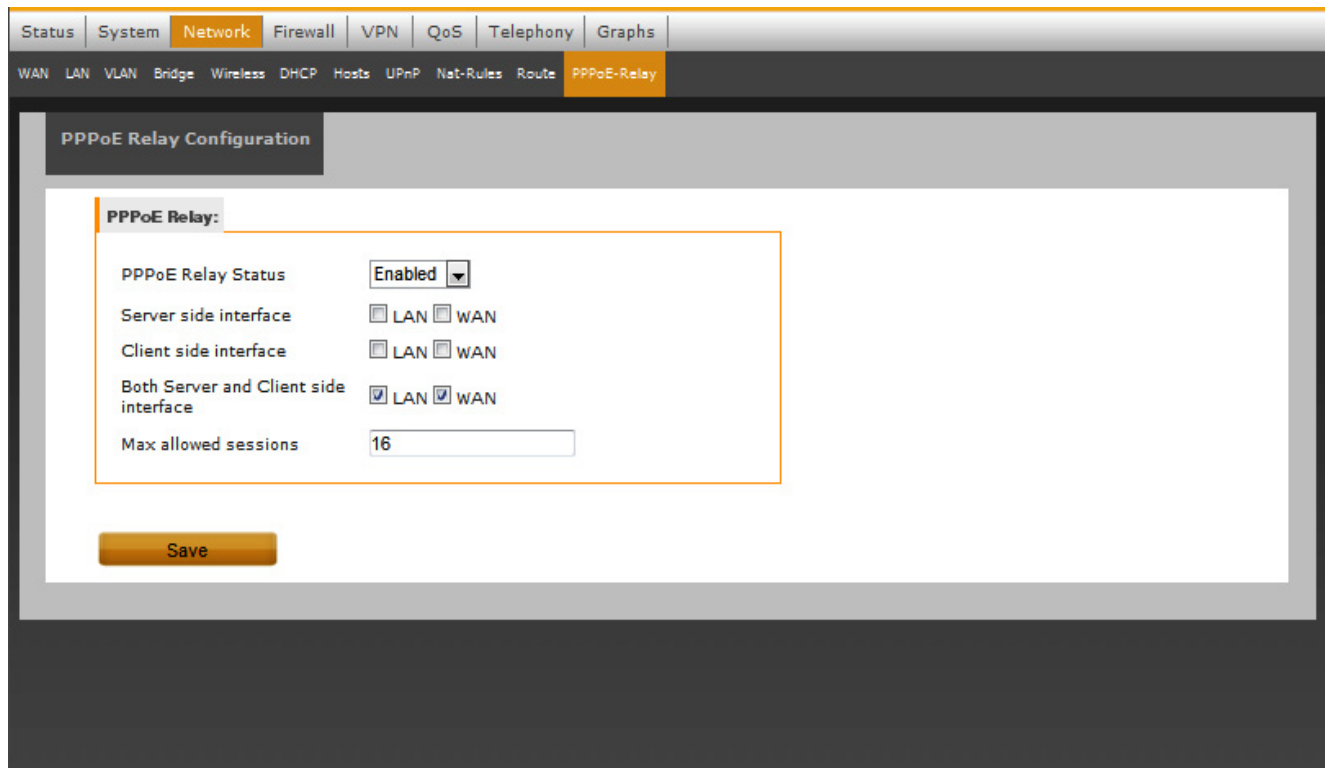 Status System Network Firewall VPN QoS Telephony Graphs
WAN LAN VLAN Bridge Wireless DHCP Hosts UPnP Nat-Rules Route PPPoE-Relay
PPPoE Relay Configuration
PPPoE Relay:
PPPoE Relay Status Enabled
Server side interface LAN WAN
Client side interface LAN WAN
Both Server and Client side
interface LAN WAN
Max allowed sessions 16
Save